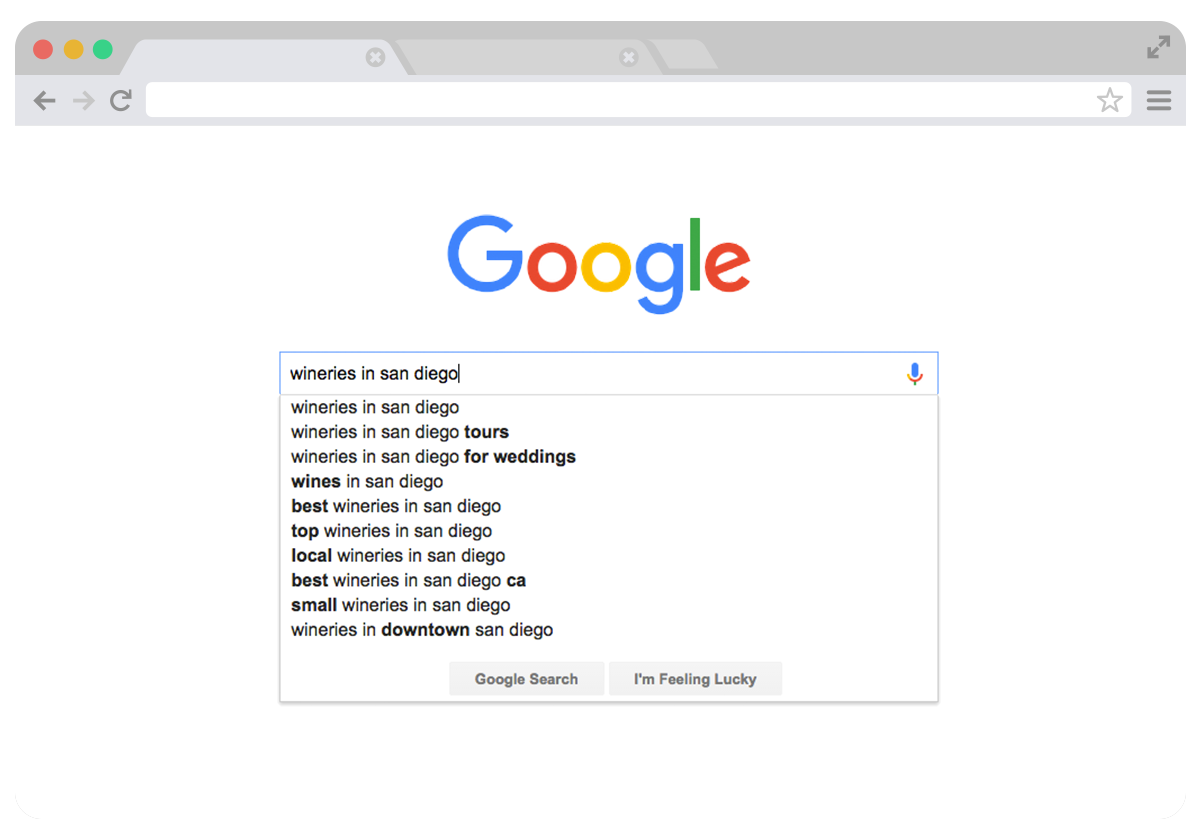 Google
wineries in san diego
wineries in san diego
wineries in san diego tours
wineries in san diego for weddings
wines in san diego
best wineries in san diego
top wineries in san diego
local wineries in san diego
best wineries in san diego ca
small wineries in san diego
wineries in downtown san diego
Google Search I'm Feeling Lucky